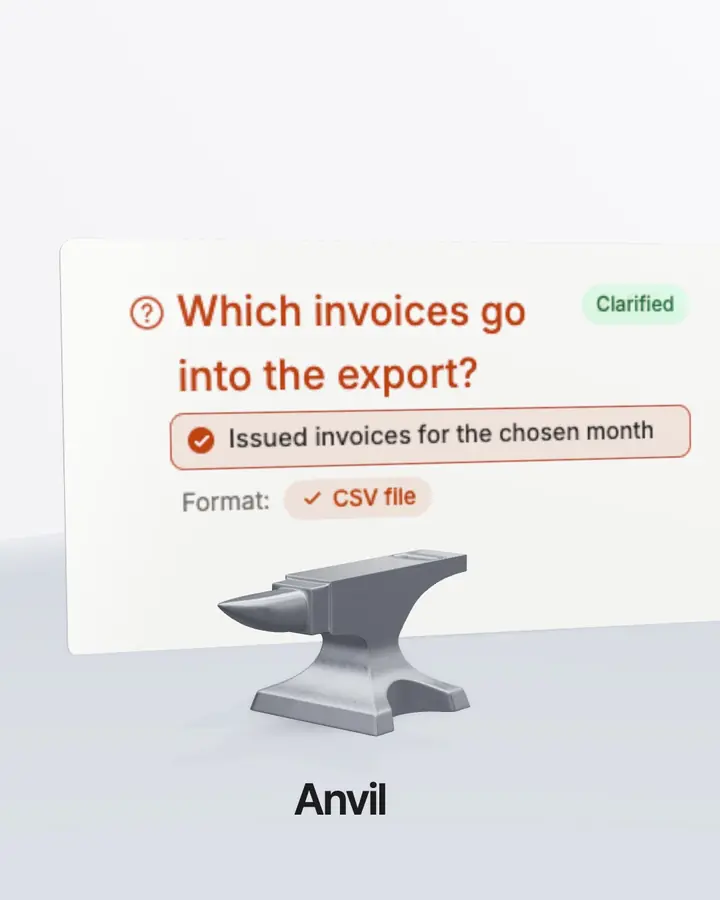 Which invoices go
into the export?
Clarified
Issued invoices for the chosen month
Format: CSV file
Anvil